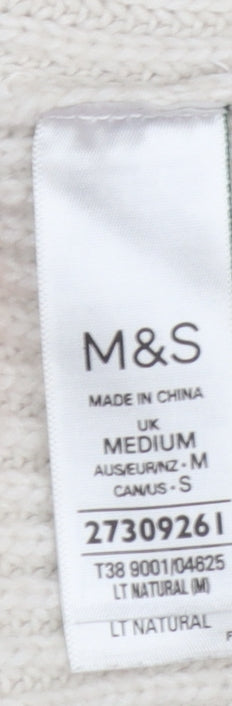 M&S
MADE IN CHINA
UK
MEDIUM
AUS/EUR/NZ - M
CAN/US - S
27309261
T38 9001/04625
LT NATURAL (M)
LT NATURAL